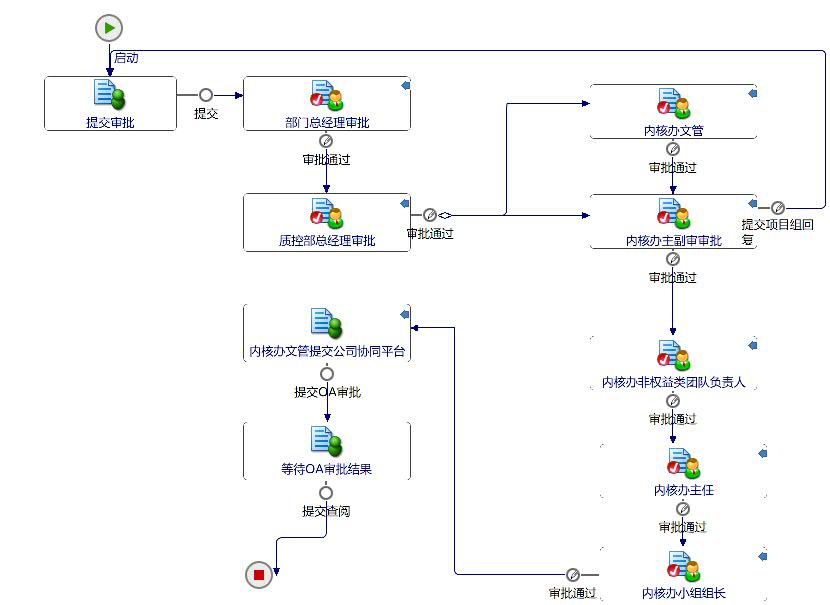 启动
提交审批
提交
部门总经理审批
审批通过
质控部总经理审批
审批通过
内核办文管
审批通过
内核办主副审审批
提交项目组回
复
审批通过
内核办非权益类团队负责人
审批通过
内核办主任
审批通过
内核办小组组长
审批通过
内核办文管提交公司协同平台
提交OA审批
等待OA审批结果
提交查阅